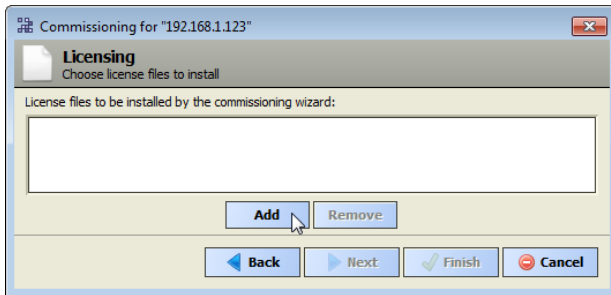 Commissioning for "192.168.1.123"
Licensing
Choose license files to install
License files to be installed by the commissioning wizard:
Add Remove
Back Next Finish Cancel